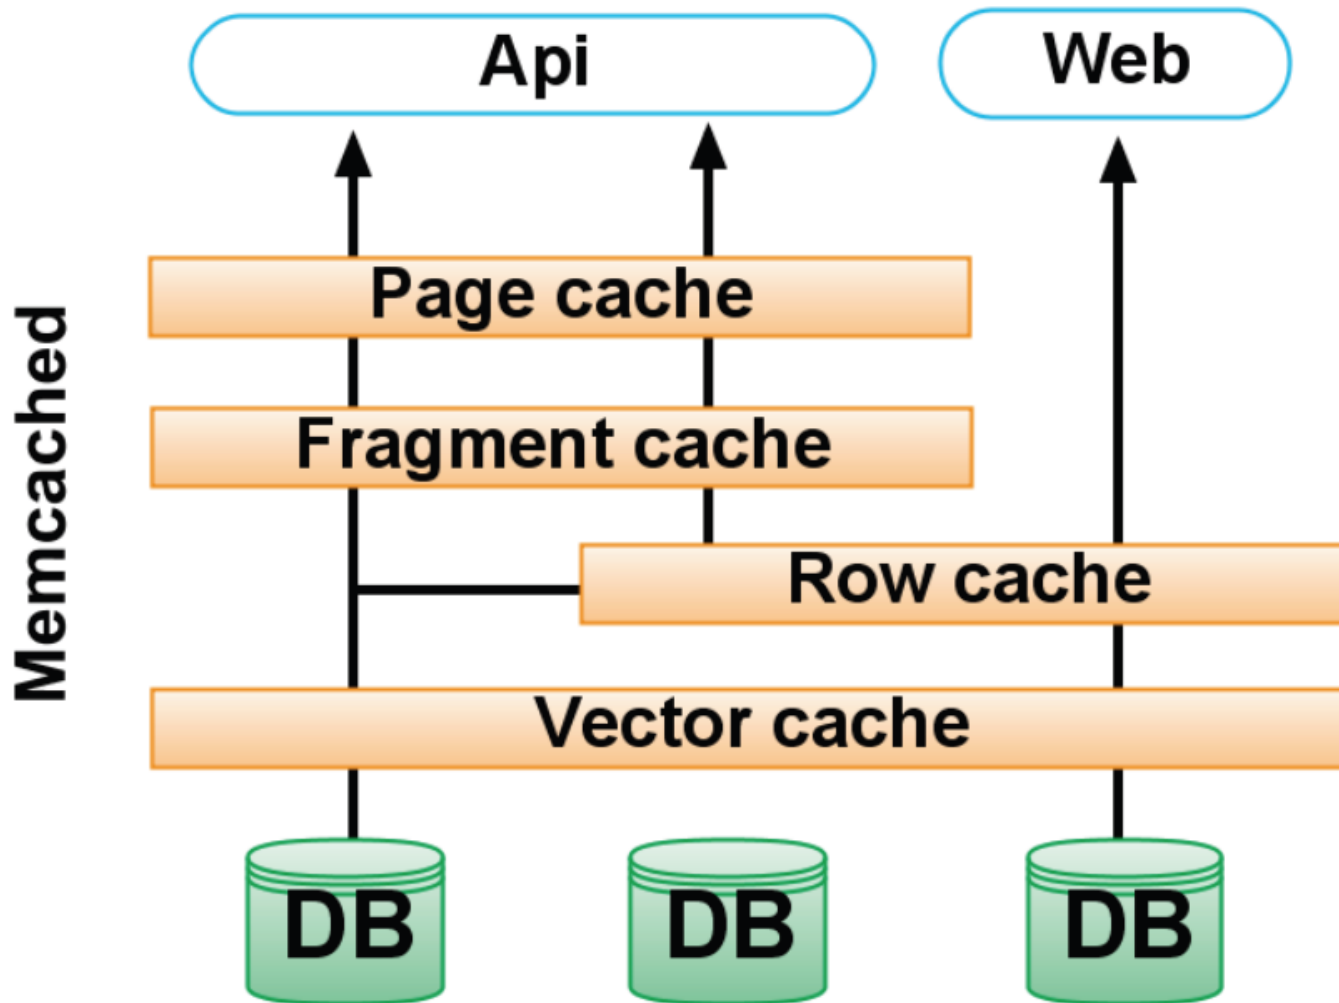 Api
Web
Memcached
Page cache
Fragment cache
Row cache
Vector cache
DB
DB
DB